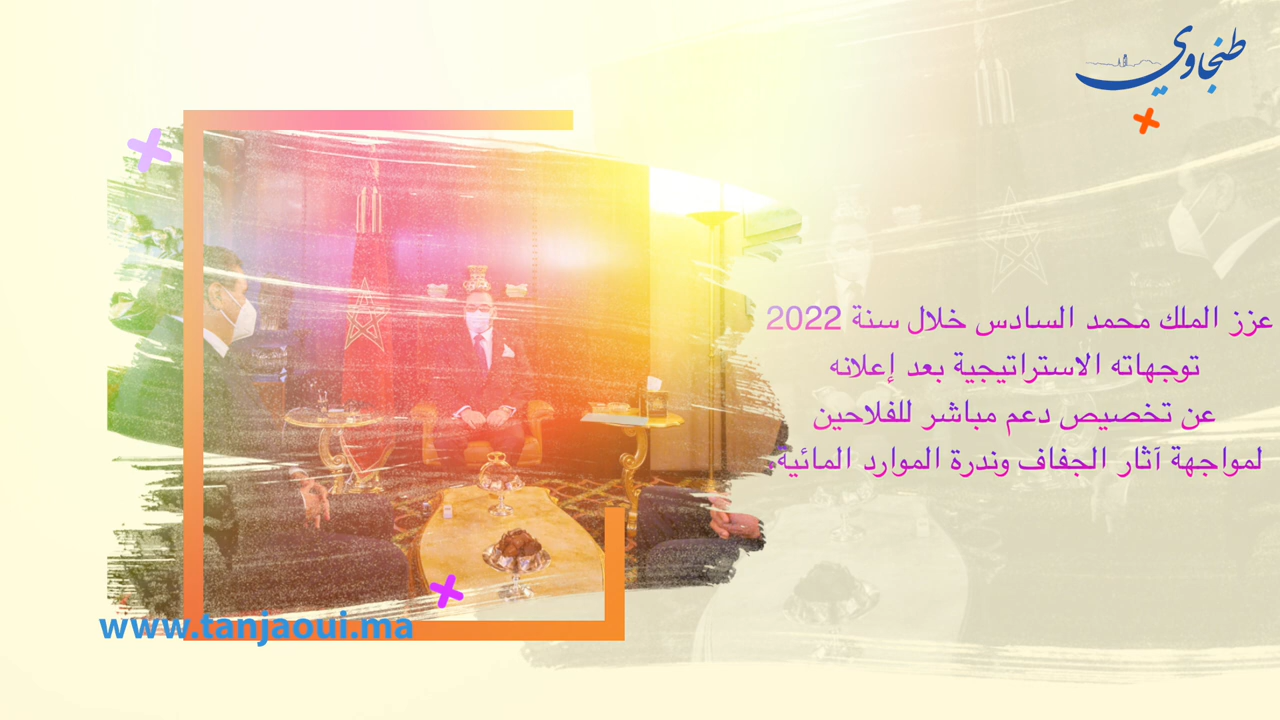 طنجاوي
عزز الملك محمد السادس خلال سنة 2022
توجهاته الاستراتيجية بعد إعلانه
عن تخصيص دعم مباشر للفلاحين
لمواجهة آثار الجفاف وندرة الموارد المائية.
www.tanjaoui.ma